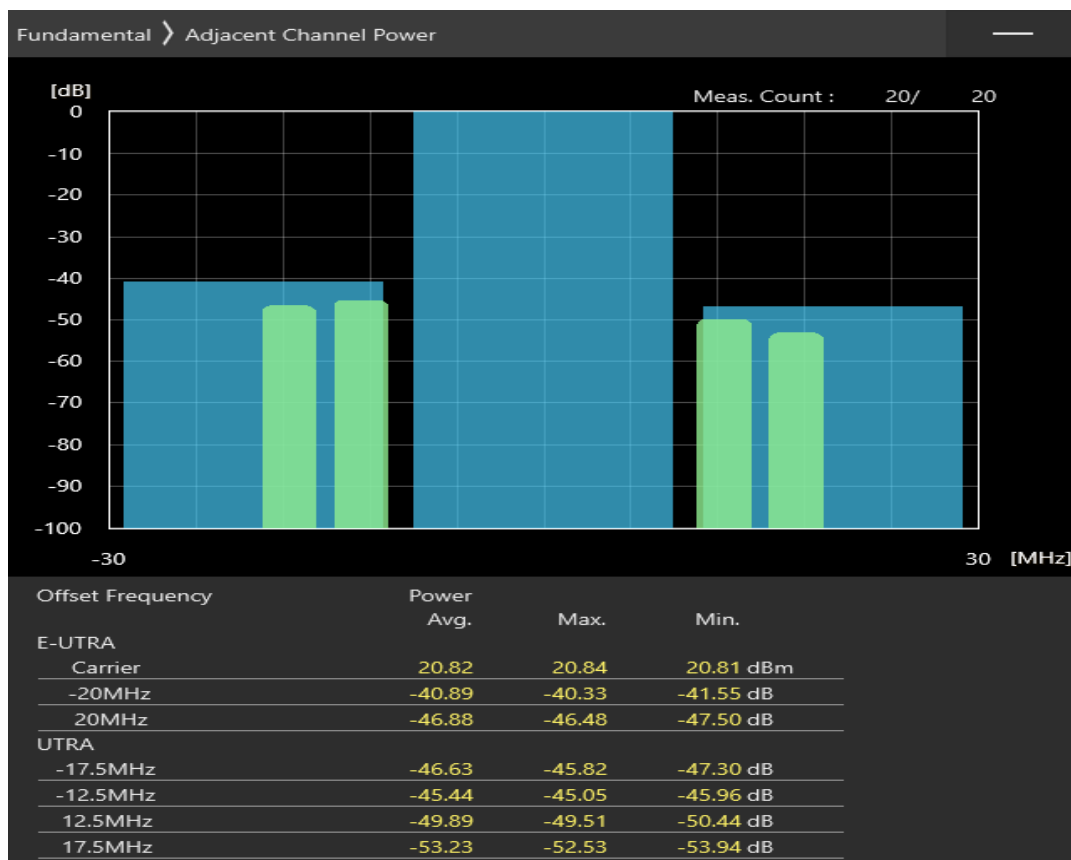 Fundamental ❯ Adjacent Channel Power
[dB]
Meas. Count : 20/ 20
0
-10
-20
-30
-40
-50
-60
-70
-80
-90
-100
-30 30 [MHz]
Offset Frequency Power
Avg. Max. Min.
E-UTRA
Carrier 20.82 20.84 20.81 dBm
-20MHz -40.89 -40.33 -41.55 dB
20MHz -46.88 -46.48 -47.50 dB
UTRA
-17.5MHz -46.63 -45.82 -47.30 dB
-12.5MHz -45.44 -45.05 -45.96 dB
12.5MHz -49.89 -49.51 -50.44 dB
17.5MHz -53.23 -52.53 -53.94 dB